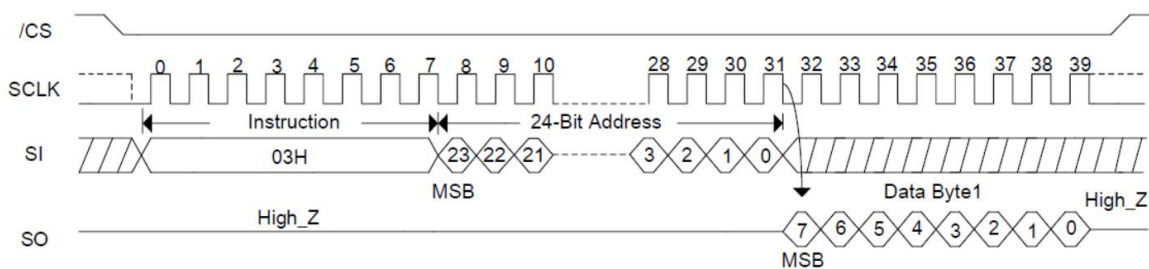 /CS
0 1 2 3 4 5 6 7 8 9 10 28 29 30 31 32 33 34 35 36 37 38 39
SCLK
Instruction 24-Bit Address
SI 03H 23 22 21 3 2 1 0
MSB Data Byte1
High_Z High_Z
SO 7 6 5 4 3 2 1 0
MSB